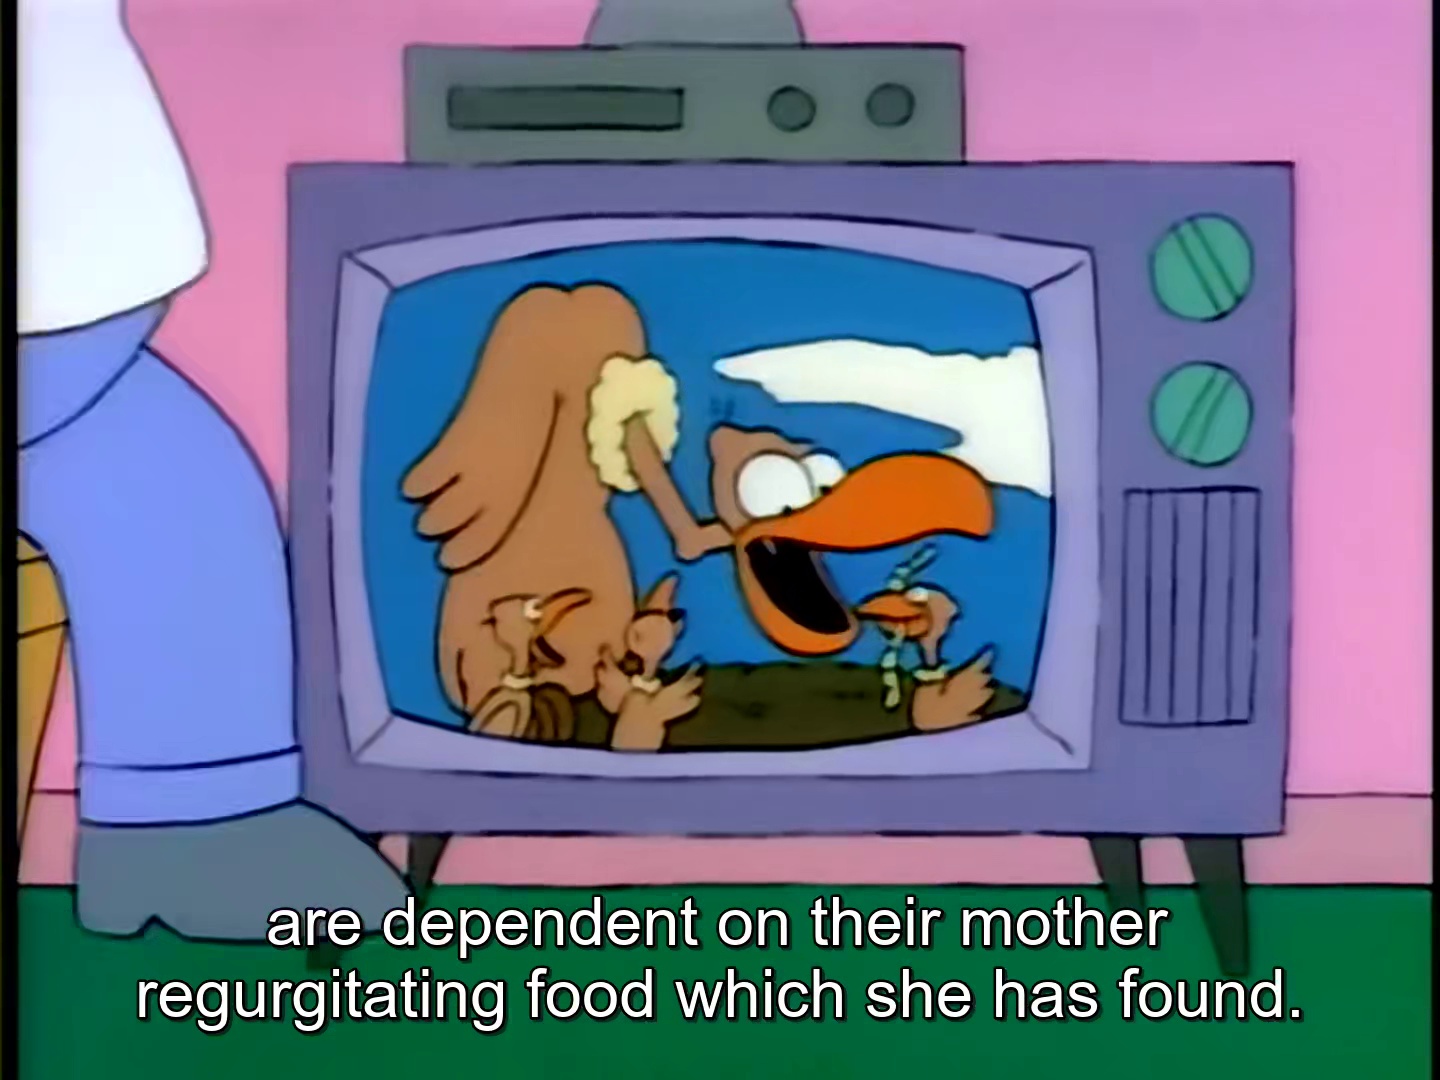 are dependent on their mother
regurgitating food which she has found.